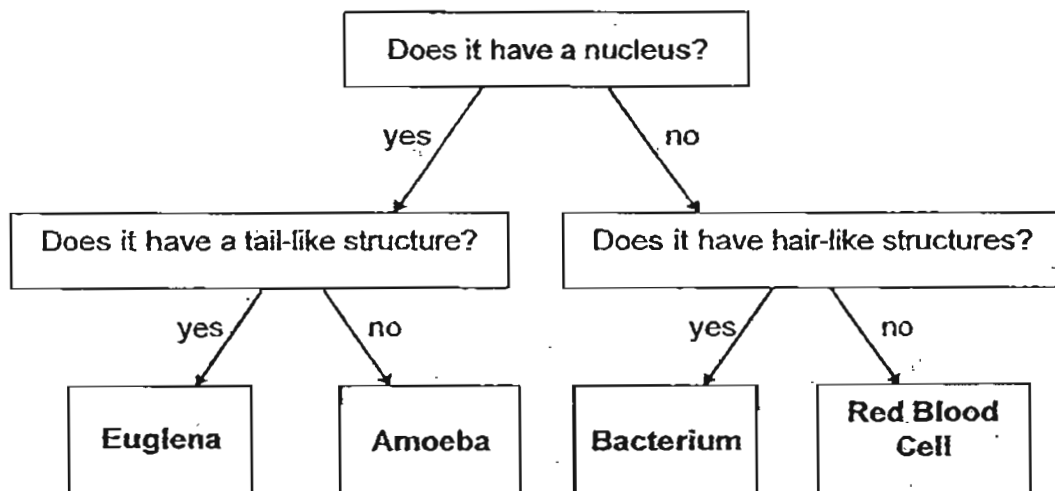 Does it have a nucleus?
yes
no
Does it have a tail-like structure?
Does it have hair-like structures?
yes
no
yes
no
Euglena
Amoeba
Bacterium
Red Blood
Cell